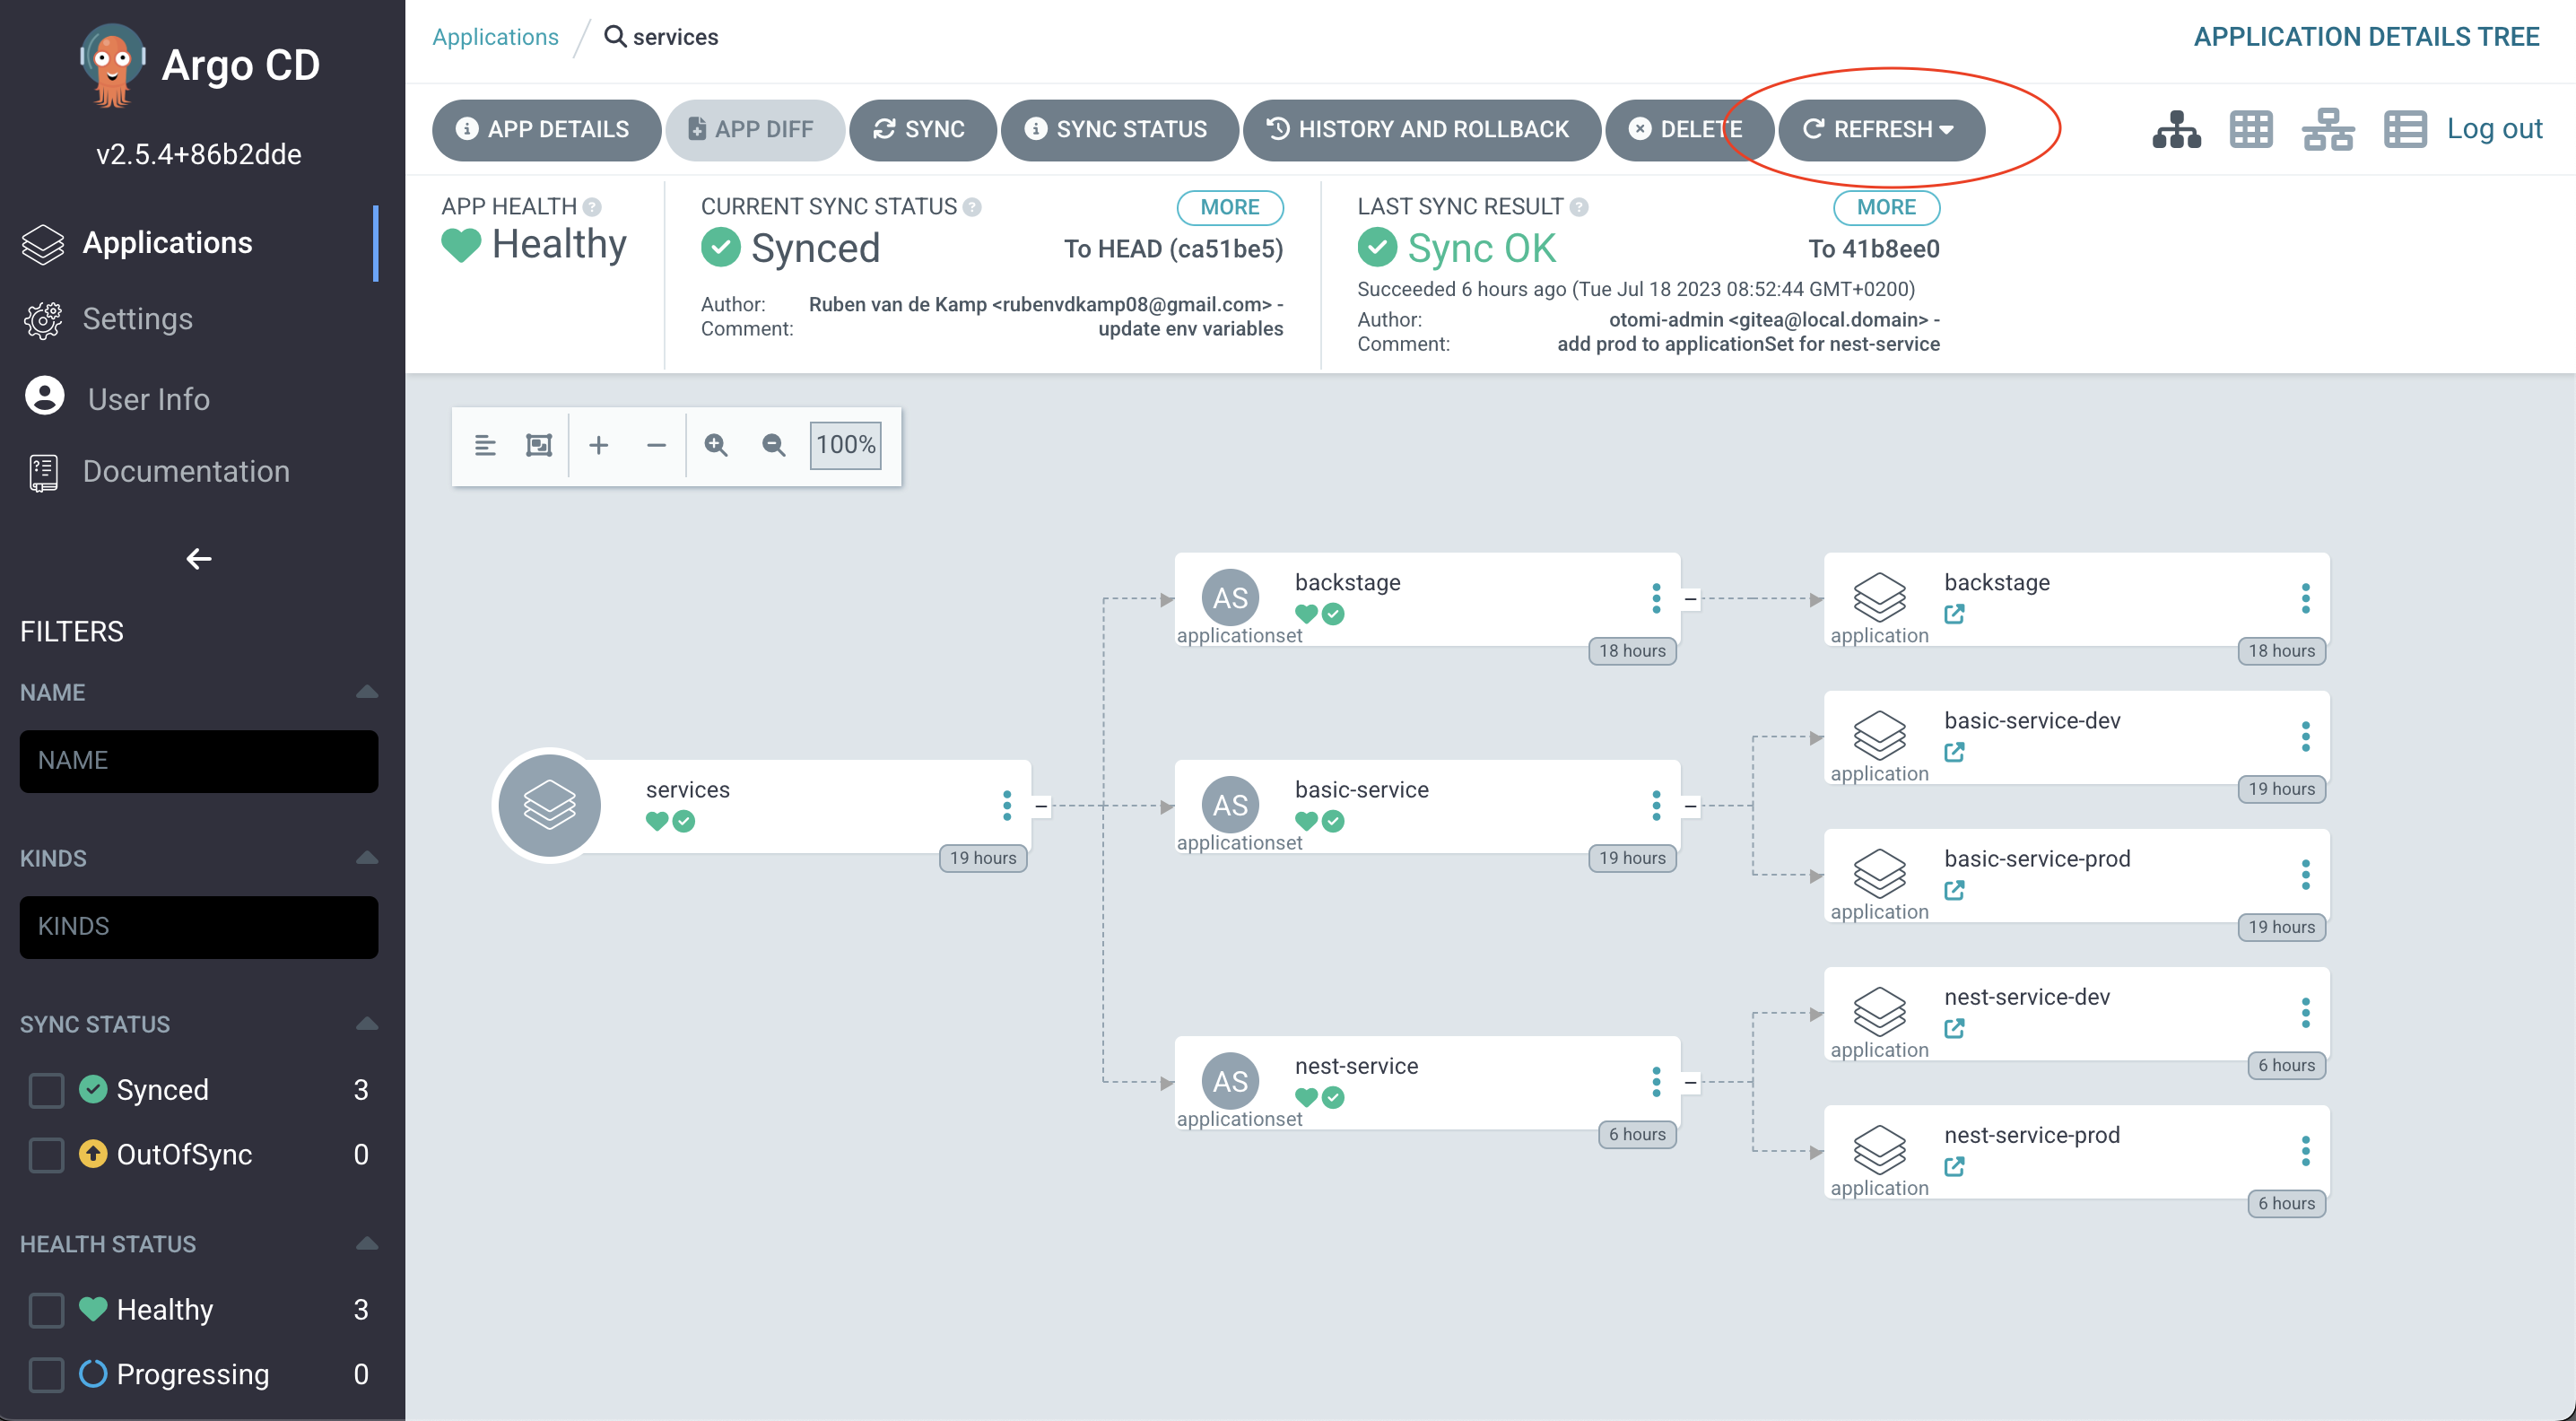 Argo CD
v2.5.4+86b2dde
Applications
Settings
User Info
Documentation
FILTERS
NAME
NAME
KINDS
KINDS
SYNC STATUS
Synced 3
OutOfSync 0
HEALTH STATUS
Healthy 3
Progressing 0
Applications / services
APPLICATION DETAILS TREE
APP DETAILS APP DIFF SYNC SYNC STATUS HISTORY AND ROLLBACK DELETE REFRESH Log out
APP HEALTH ?
Healthy
CURRENT SYNC STATUS ? MORE
Synced To HEAD (ca51be5)
Author: Ruben van de Kamp <rubenvdkamp08@gmail.com> -
Comment: update env variables
LAST SYNC RESULT ? MORE
Sync OK To 41b8ee0
Succeeded 6 hours ago (Tue Jul 18 2023 08:52:44 GMT+0200)
Author: otomi-admin <gitea@local.domain> -
Comment: add prod to applicationSet for nest-service
100%
services
19 hours
AS
backstage
applicationset
18 hours
AS
basic-service
applicationset
19 hours
AS
nest-service
applicationset
6 hours
backstage
application
18 hours
basic-service-dev
application
19 hours
basic-service-prod
application
19 hours
nest-service-dev
application
6 hours
nest-service-prod
application
6 hours